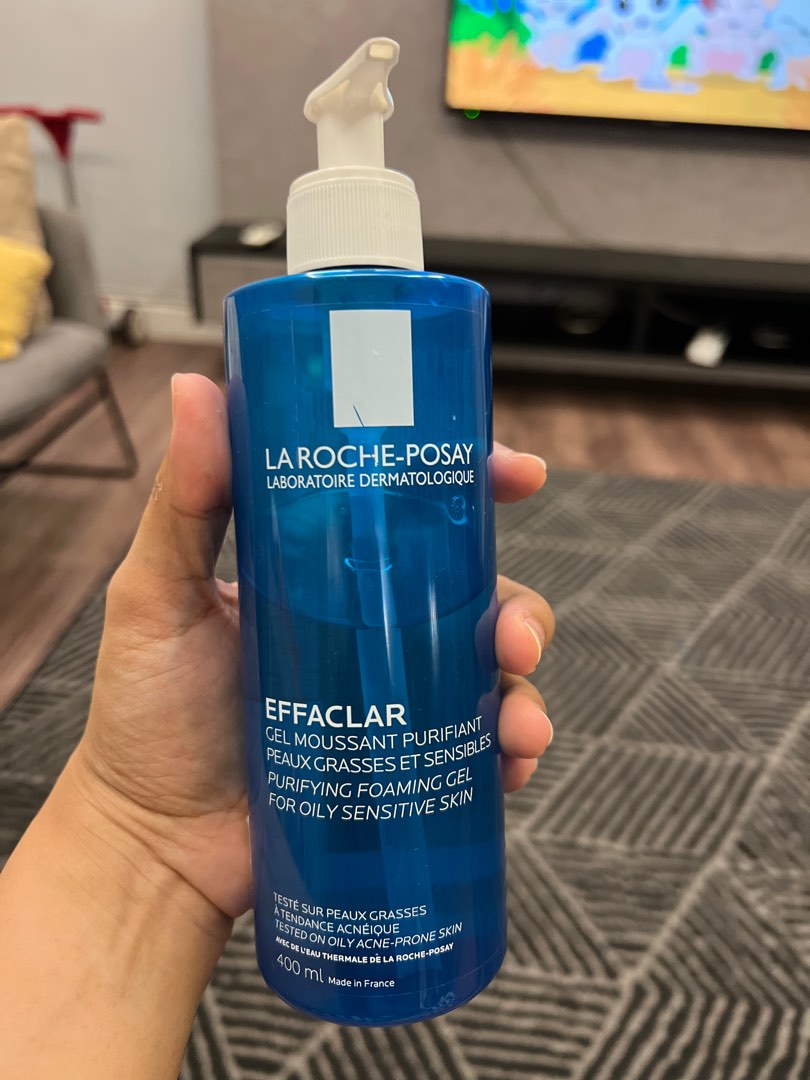 LA ROCHE-POSAY
LABORATOIRE DERMATOLOGIQUE
EFFACLAR
GEL MOUSSANT PURIFIANT
PEAUX GRASSES ET SENSIBLES
PURIFYING FOAMING GEL
FOR OILY SENSITIVE SKIN
TESTÉ SUR PEAUX GRASSES
À TENDANCE ACNÉIQUE
TESTED ON OILY ACNE-PRONE SKIN
AVEC DE L'EAU THERMALE DE LA ROCHE-POSAY
400 ml Made in France